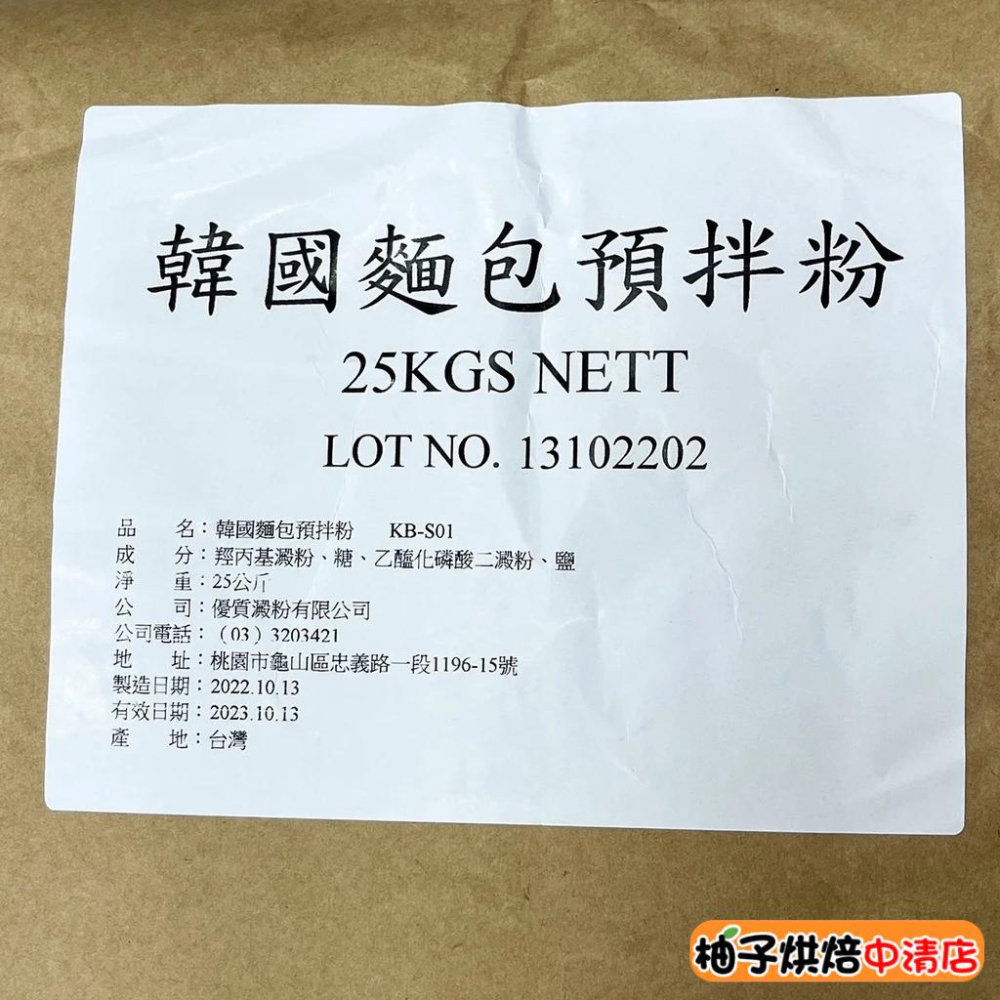 韓國麵包預拌粉
25KGS NETT
LOT NO. 13102202
品　　名：韓國麵包預拌粉　　KB-S01
成　　分：羥丙基澱粉、糖、乙醯化磷酸二澱粉、鹽
淨　　重：25公斤
公　　司：優質澱粉有限公司
公司電話：（03）3203421
地　　址：桃園市龜山區忠義路一段1196-15號
製造日期：2022.10.13
有效日期：2023.10.13
產　　地：台灣
柚子烘焙中清店